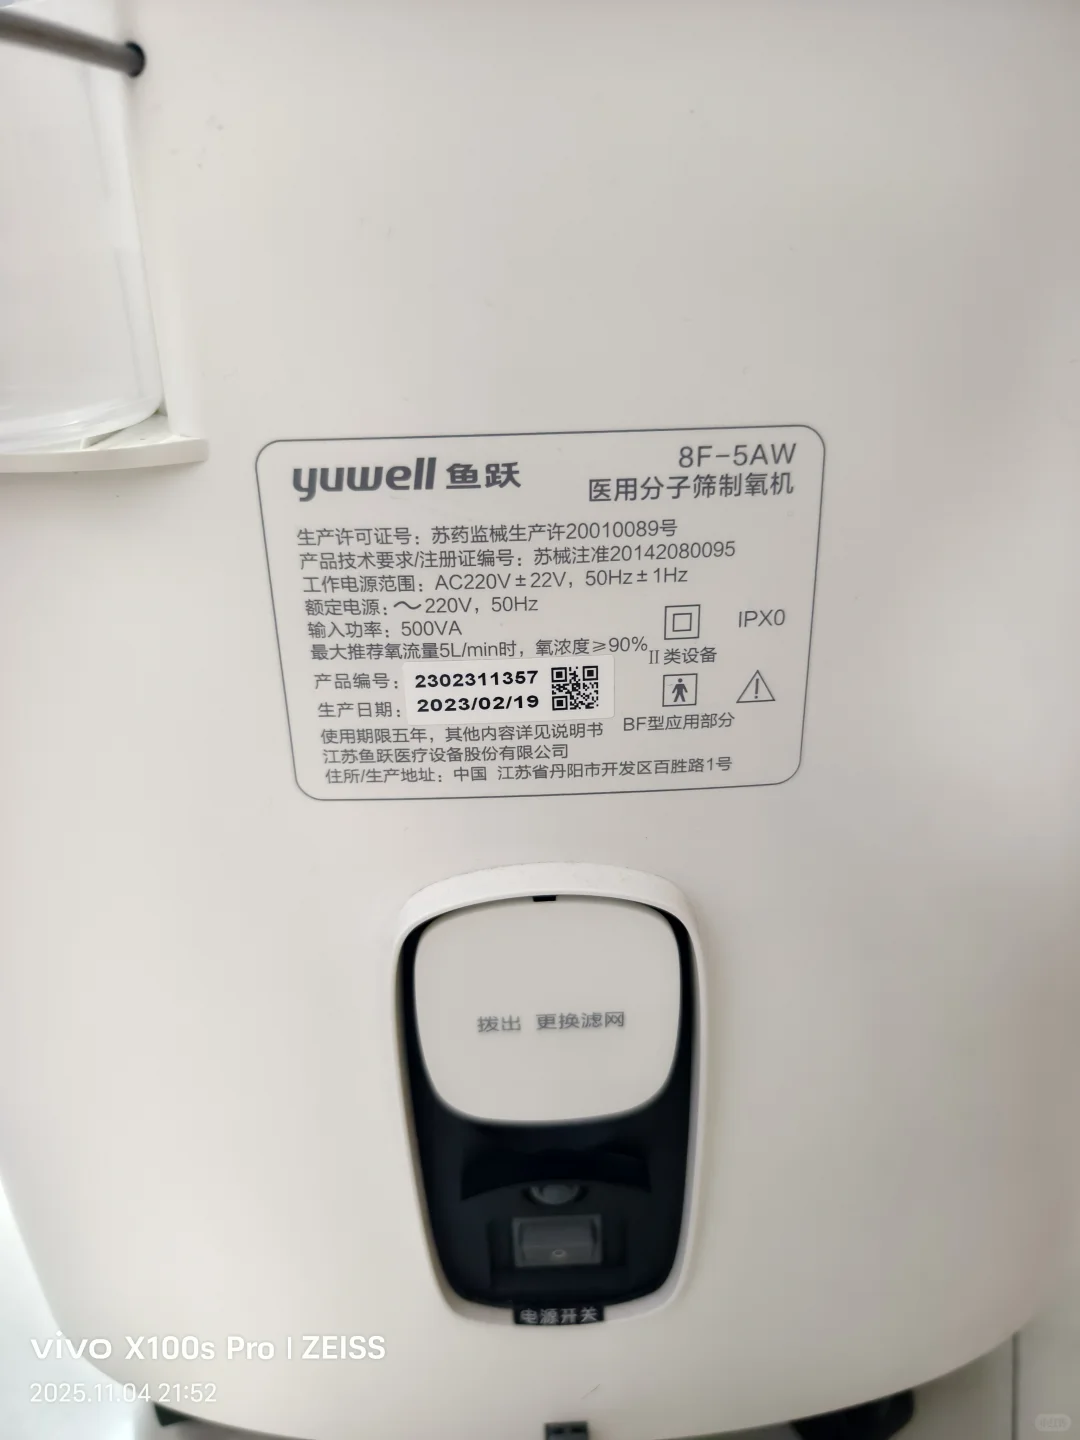 yuwell 鱼跃
8F-5AW
医用分子筛制氧机
生产许可证号：苏药监械生产许20010089号
产品技术要求/注册证编号：苏械注准20142080095
工作电源范围：AC220V±22V，50Hz±1Hz
额定电源：～220V，50Hz
输入功率：500VA
IPX0
最大推荐氧流量5L/min时，氧浓度≥90%
II类设备
产品编号：2302311357
生产日期：2023/02/19
BF型应用部分
使用期限五年，其他内容详见说明书
江苏鱼跃医疗设备股份有限公司
住所/生产地址：中国 江苏省丹阳市开发区百胜路1号
拨出 更换滤网
电源开关
vivo X100s Pro | ZEISS
2025.11.04 21:52